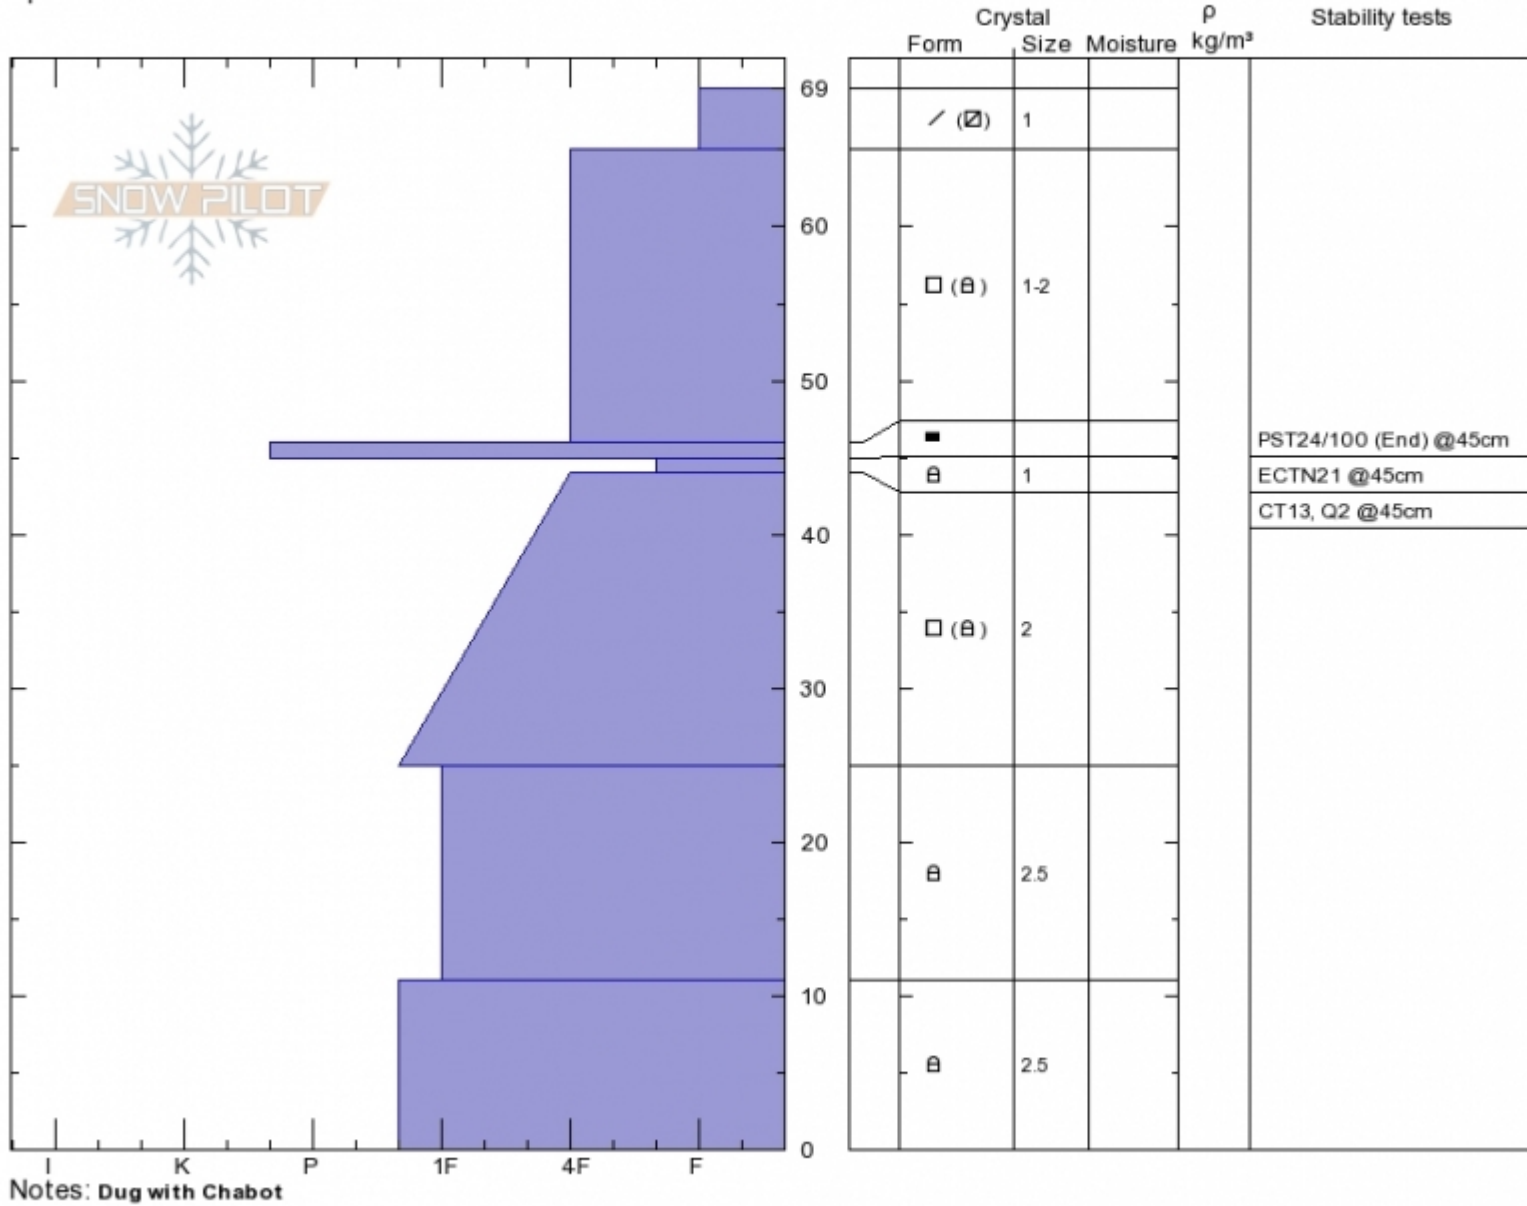 Crystal
ρ
Stability tests
Form
Size
Moisture
kg/m³
69
/ ( ) 1
SNOW PILOT
60
( ) 1-2
50
PST24/100 (End) @45cm
1
ECTN21 @45cm
CT13, Q2 @45cm
40
( ) 2
30
20
2.5
10
2.5
0
I K P 1F 4F F
Notes: Dug with Chabot